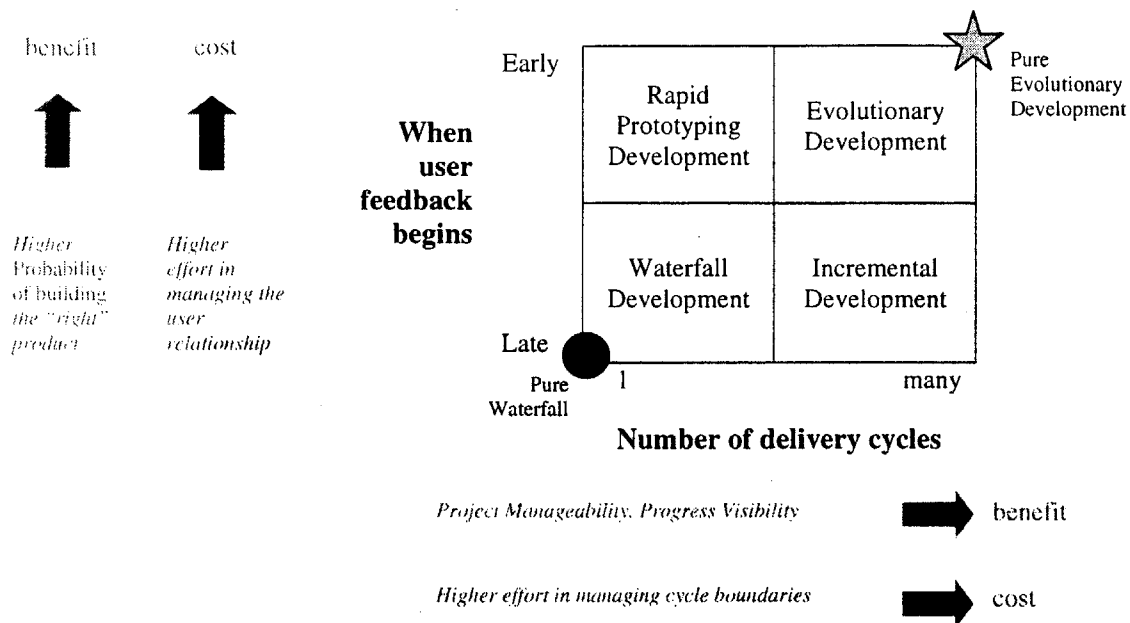 benefit
cost
Higher
Probability
of building
the "right"
product
Higher
effort in
managing the
user
relationship
When
user
feedback
begins
Early
Late
Rapid
Prototyping
Development
Evolutionary
Development
Waterfall
Development
Incremental
Development
Pure
Evolutionary
Development
Pure
Waterfall
1
many
Number of delivery cycles
Project Manageability, Progress Visibility
benefit
Higher effort in managing cycle boundaries
cost